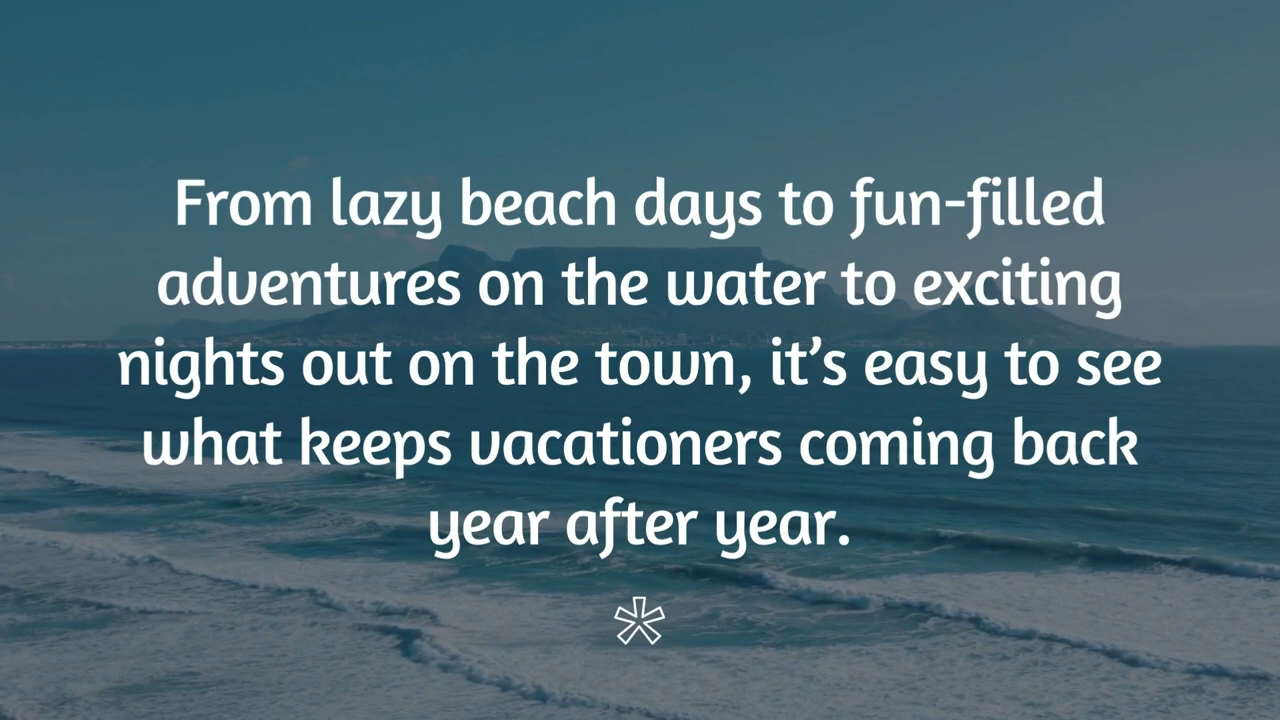 From lazy beach days to fun-filled
adventures on the water to exciting
nights out on the town, it’s easy to see
what keeps vacationers coming back
year after year.